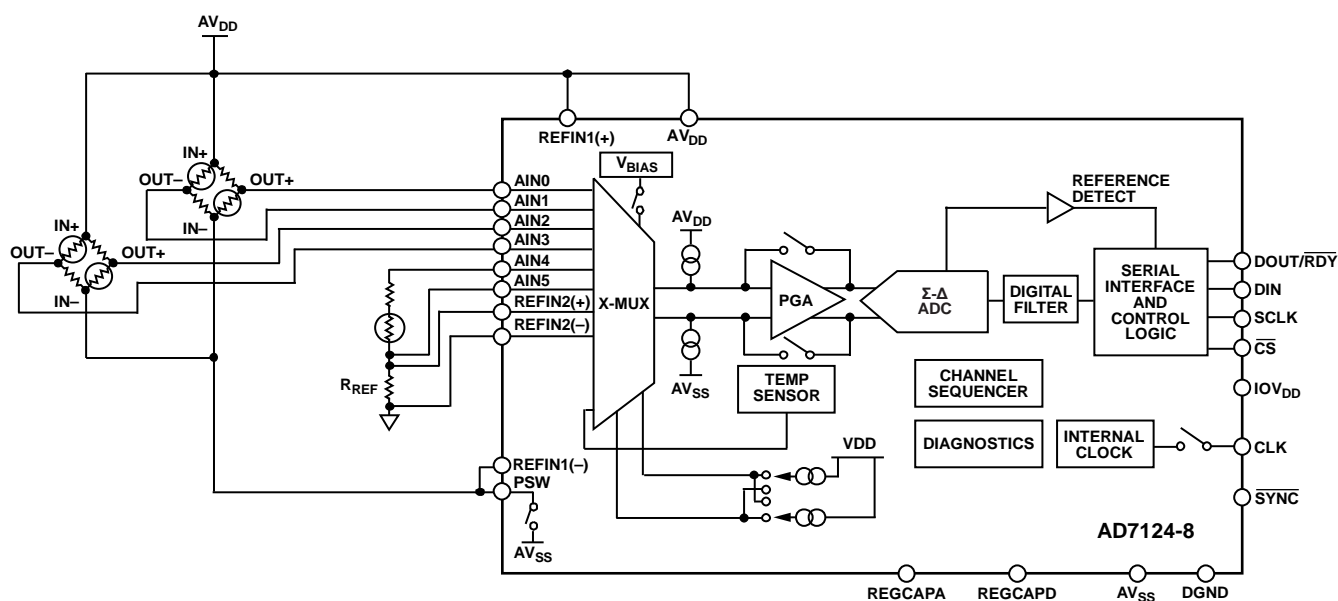 AVDD
REFIN1(+)
AVDD
VBIAS
IN+
OUT–
OUT+
IN–
IN+
OUT–
OUT+
IN–
AIN0
AIN1
AIN2
AIN3
AIN4
AIN5
REFIN2(+)
REFIN2(–)
RREF
REFIN1(–)
PSW
AVSS
X-MUX
AVDD
AVSS
PGA
TEMP
SENSOR
VDD
Σ-Δ
ADC
REFERENCE
DETECT
DIGITAL
FILTER
SERIAL
INTERFACE
AND
CONTROL
LOGIC
CHANNEL
SEQUENCER
DIAGNOSTICS
INTERNAL
CLOCK
DOUT/RDY
DIN
SCLK
CS
IOVDD
CLK
SYNC
AD7124-8
REGCAPA
REGCAPD
AVSS
DGND